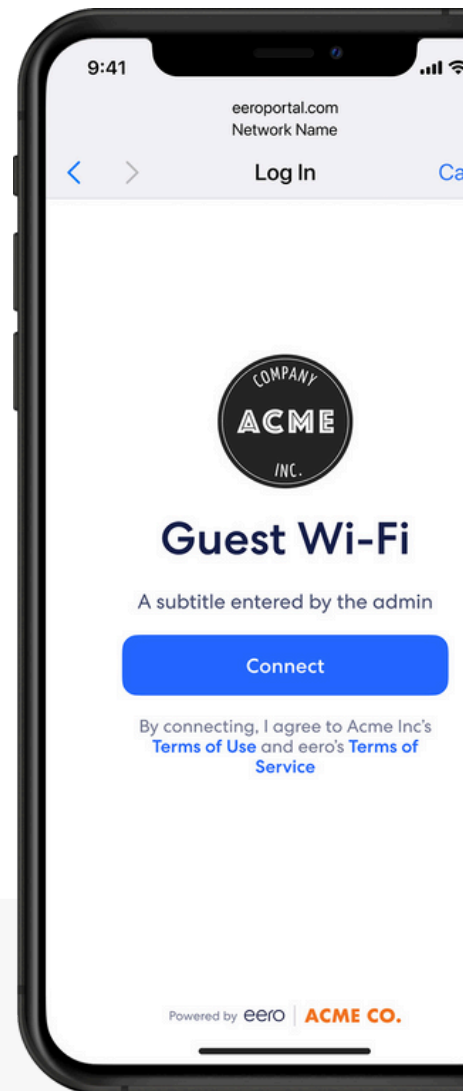 9:41
eeroportal.com
Network Name
Log In
Ca
COMPANY
ACME
INC.
Guest Wi-Fi
A subtitle entered by the admin
Connect
By connecting, I agree to Acme Inc's
Terms of Use and eero's Terms of
Service
Powered by eero | ACME CO.